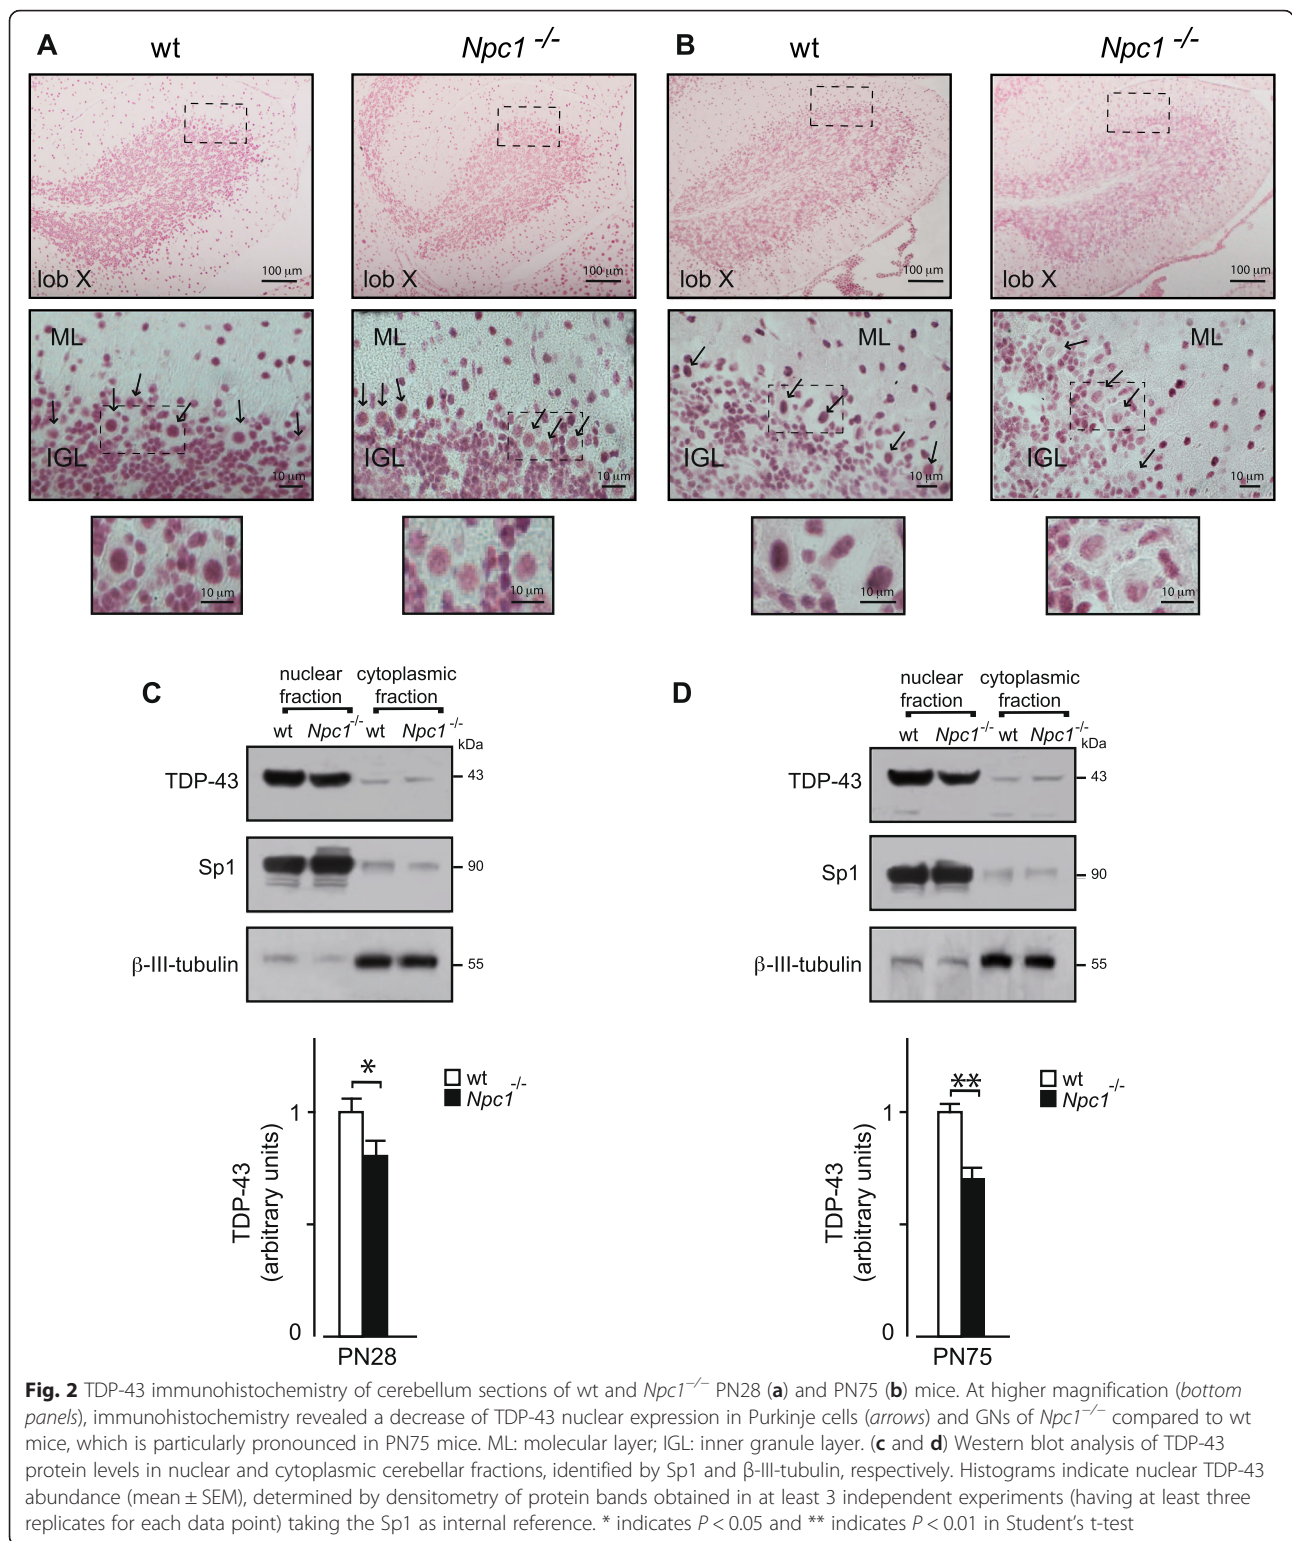 A
wt
Npc1 -/-
B
wt
Npc1 -/-
lob X
100 µm
lob X
100 µm
lob X
100 µm
lob X
100 µm
ML
IGL
10 µm
ML
IGL
10 µm
ML
IGL
10 µm
ML
IGL
10 µm
10 µm
10 µm
10 µm
10 µm
C
nuclear fraction
cytoplasmic fraction
wt
Npc1-/-
wt
Npc1-/-
kDa
TDP-43
43
Sp1
90
β-III-tubulin
55
D
nuclear fraction
cytoplasmic fraction
wt
Npc1-/-
wt
Npc1-/-
kDa
TDP-43
43
Sp1
90
β-III-tubulin
55
TDP-43
(arbitrary units)
1
0
*
wt
Npc1-/-
PN28
TDP-43
(arbitrary units)
1
0
**
wt
Npc1-/-
PN75
Fig. 2 TDP-43 immunohistochemistry of cerebellum sections of wt and Npc1−/− PN28 (a) and PN75 (b) mice. At higher magnification (bottom
panels), immunohistochemistry revealed a decrease of TDP-43 nuclear expression in Purkinje cells (arrows) and GNs of Npc1−/− compared to wt
mice, which is particularly pronounced in PN75 mice. ML: molecular layer; IGL: inner granule layer. (c and d) Western blot analysis of TDP-43
protein levels in nuclear and cytoplasmic cerebellar fractions, identified by Sp1 and β-III-tubulin, respectively. Histograms indicate nuclear TDP-43
abundance (mean ± SEM), determined by densitometry of protein bands obtained in at least 3 independent experiments (having at least three
replicates for each data point) taking the Sp1 as internal reference. * indicates P < 0.05 and ** indicates P < 0.01 in Student's t-test